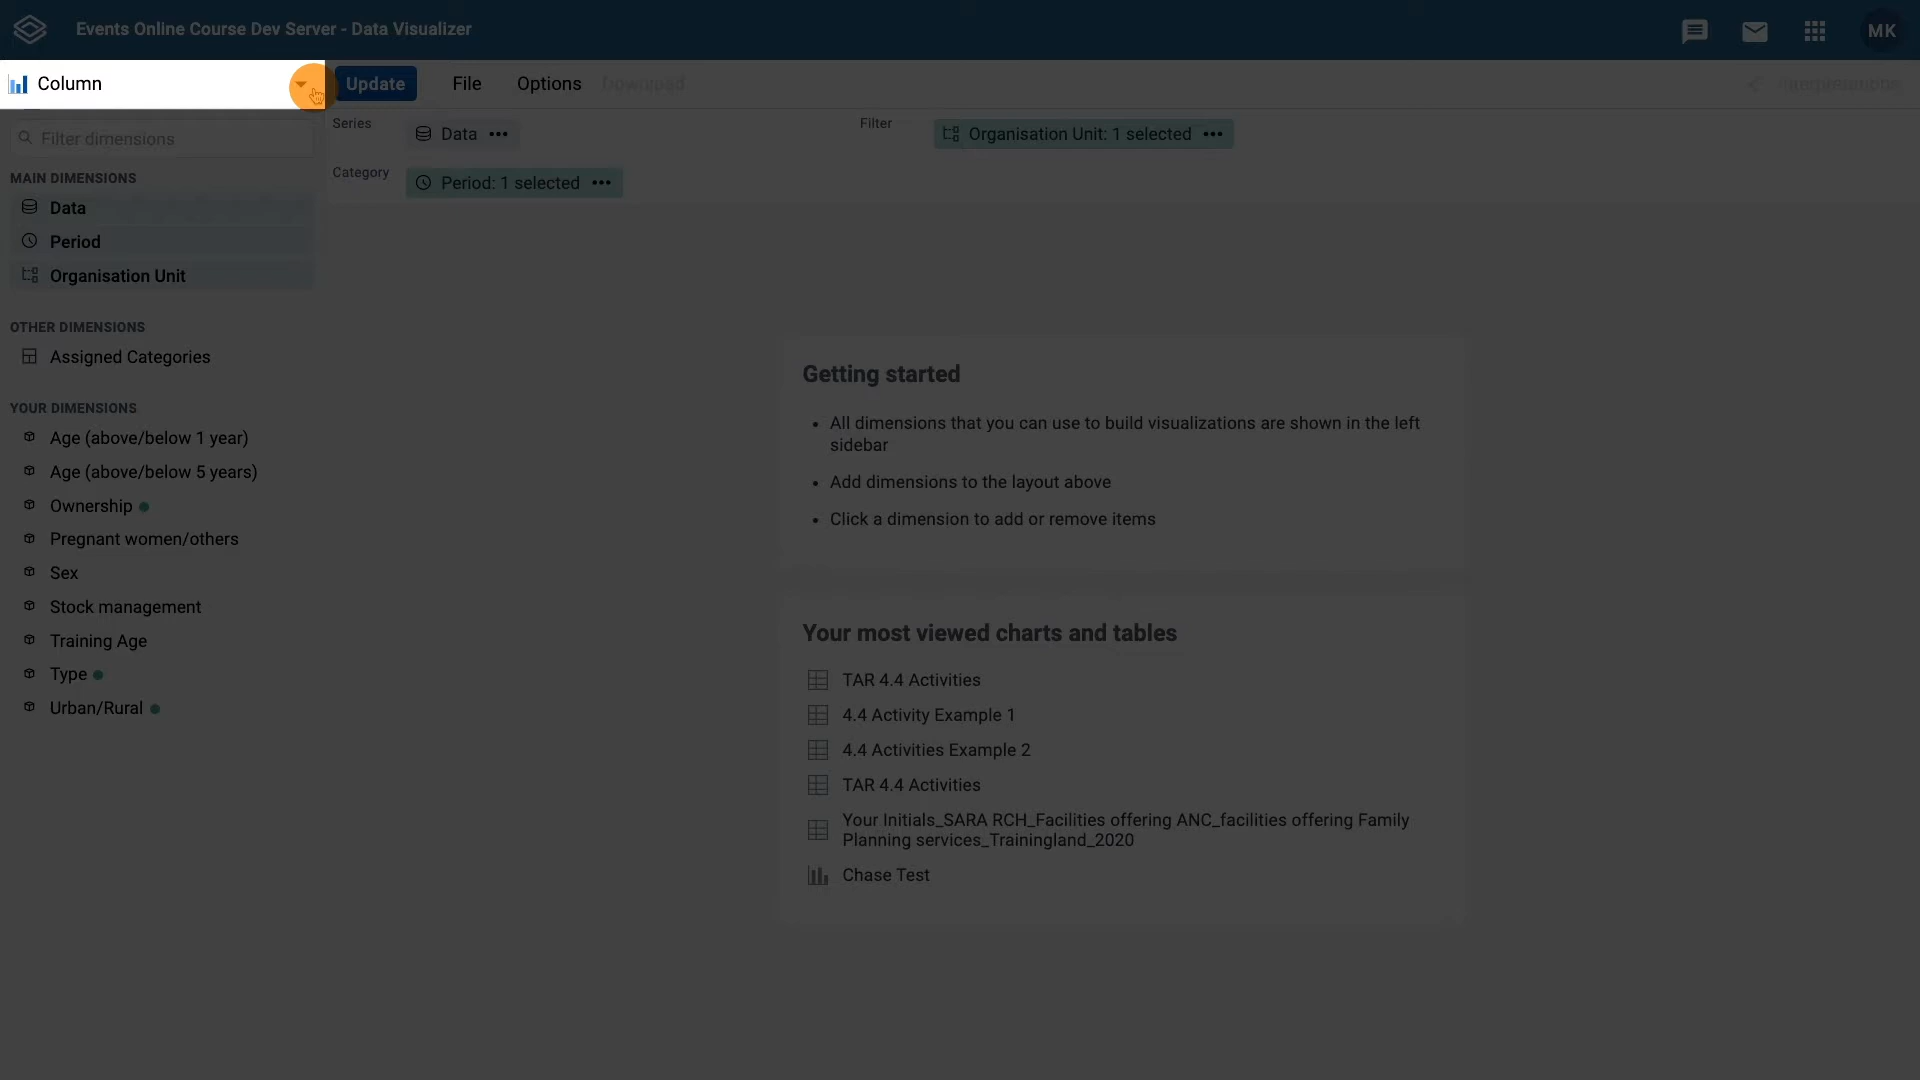 Events Online Course Dev Server - Data Visualizer
MK
Column
Update
File
Options
Download
Interpretations
Series
Data
Filter
Organisation Unit: 1 selected
Category
Period: 1 selected
Filter dimensions
MAIN DIMENSIONS
Data
Period
Organisation Unit
OTHER DIMENSIONS
Assigned Categories
YOUR DIMENSIONS
Age (above/below 1 year)
Age (above/below 5 years)
Ownership
Pregnant women/others
Sex
Stock management
Training Age
Type
Urban/Rural
Getting started
All dimensions that you can use to build visualizations are shown in the left
sidebar
Add dimensions to the layout above
Click a dimension to add or remove items
Your most viewed charts and tables
TAR 4.4 Activities
4.4 Activity Example 1
4.4 Activities Example 2
TAR 4.4 Activities
Your Initials_SARA RCH_Facilities offering ANC_facilities offering Family
Planning services_Trainingland_2020
Chase Test